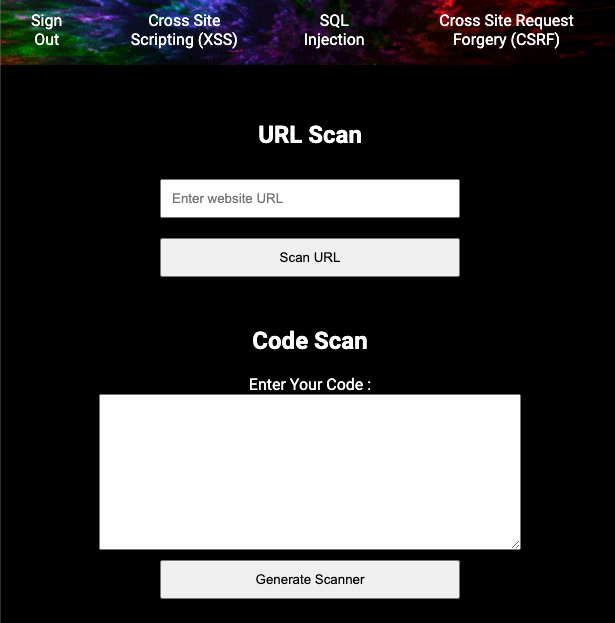 Sign
Out
Cross Site
Scripting (XSS)
SQL
Injection
Cross Site Request
Forgery (CSRF)
URL Scan
Enter website URL
Scan URL
Code Scan
Enter Your Code :
Generate Scanner